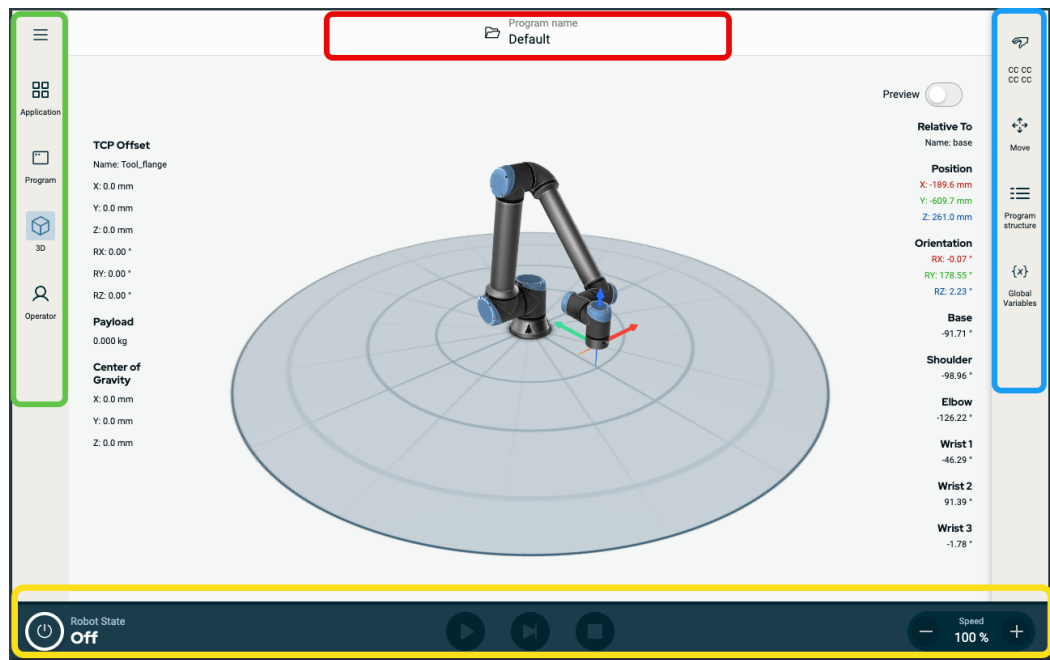 Program name
Default
Application
Program
3D
Operator
TCP Offset
Name: Tool_flange
X: 0.0 mm
Y: 0.0 mm
Z: 0.0 mm
RX: 0.00 °
RY: 0.00 °
RZ: 0.00 °
Payload
0.000 kg
Center of
Gravity
X: 0.0 mm
Y: 0.0 mm
Z: 0.0 mm
Preview
Relative To
Name: base
Position
X: -189.6 mm
Y: -609.7 mm
Z: 261.0 mm
Orientation
RX: -0.07 °
RY: 178.55 °
RZ: 2.23 °
Base
-91.71 °
Shoulder
-98.96 °
Elbow
-126.22 °
Wrist 1
-46.29 °
Wrist 2
91.39 °
Wrist 3
-1.78 °
CC CC
CC CC
Move
Program
structure
{x}
Global
Variables
Robot State
Off
Speed
100 %